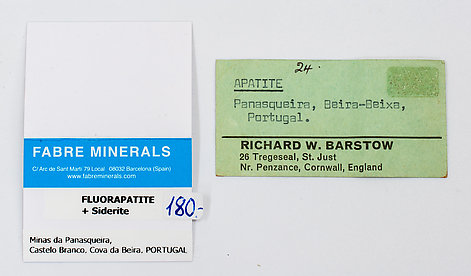 FABRE MINERALS
C/ Arc de Sant Marti 79 Local 08032 Barcelona (Spain)
www.fabreminerals.com
FLUORAPATITE
+ Siderite
180.-
Minas da Panasqueira,
Castelo Branco, Cova da Beira, PORTUGAL
24.
APATITE
Panasqueira, Beira-Beixa,
Portugal.
RICHARD W. BARSTOW
26 Tregeseal, St. Just
Nr. Penzance, Cornwall, England